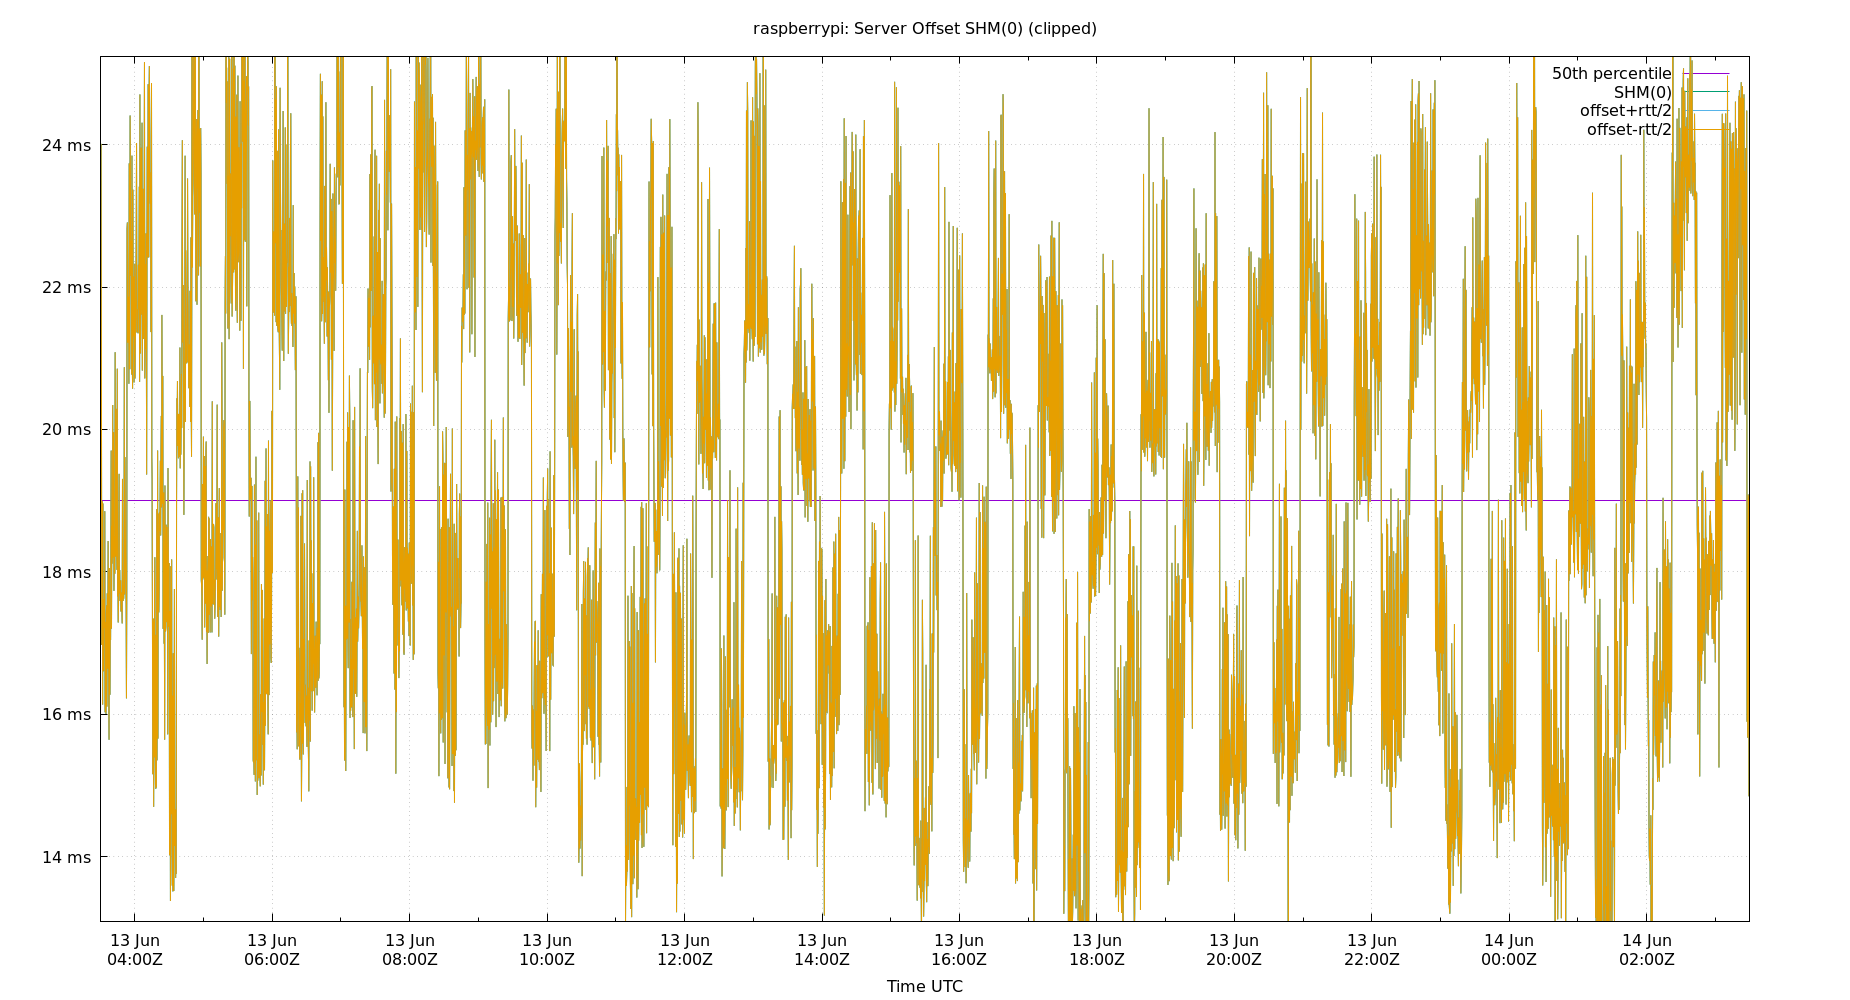 raspberrypi: Server Offset SHM(0) (clipped)
50th percentile
SHM(0)
offset+rtt/2
offset-rtt/2
24 ms
22 ms
20 ms
18 ms
16 ms
14 ms
13 Jun 13 Jun 13 Jun 13 Jun 13 Jun 13 Jun 13 Jun 13 Jun 13 Jun 13 Jun 14 Jun 14 Jun
04:00Z 06:00Z 08:00Z 10:00Z 12:00Z 14:00Z 16:00Z 18:00Z 20:00Z 22:00Z 00:00Z 02:00Z
Time UTC